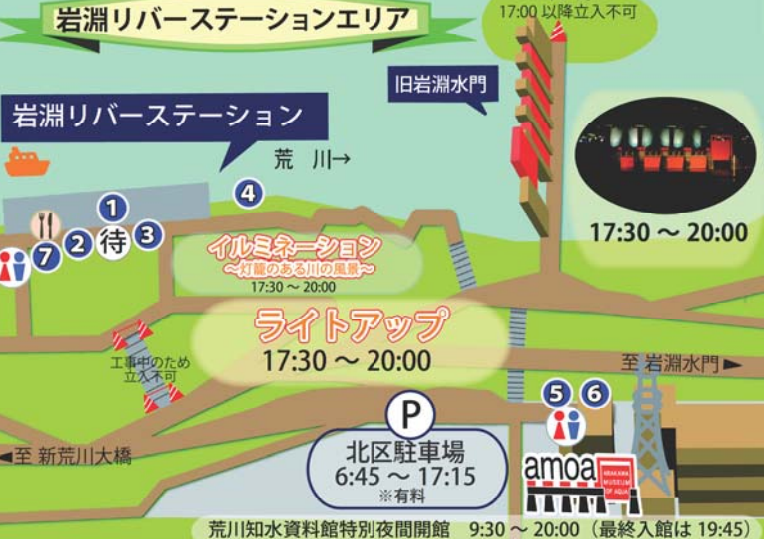 岩淵リバーステーションエリア
17:00 以降立入不可
旧岩淵水門
岩淵リバーステーション
荒 川→
④
①
⑦ ② 待 ③
17:30 ～ 20:00
イルミネーション
～灯籠のある川の風景～
17:30 ～ 20:00
ライトアップ
17:30 ～ 20:00
工事中のため
立入不可
至 岩淵水門►
⑤ ⑥
P
◄至 新荒川大橋
北区駐車場
6:45 ～ 17:15
※有料
amoa
ARAKAWA
MUSEUM
OF AQUA
荒川知水資料館特別夜間開館 9:30 ～ 20:00（最終入館は 19:45）